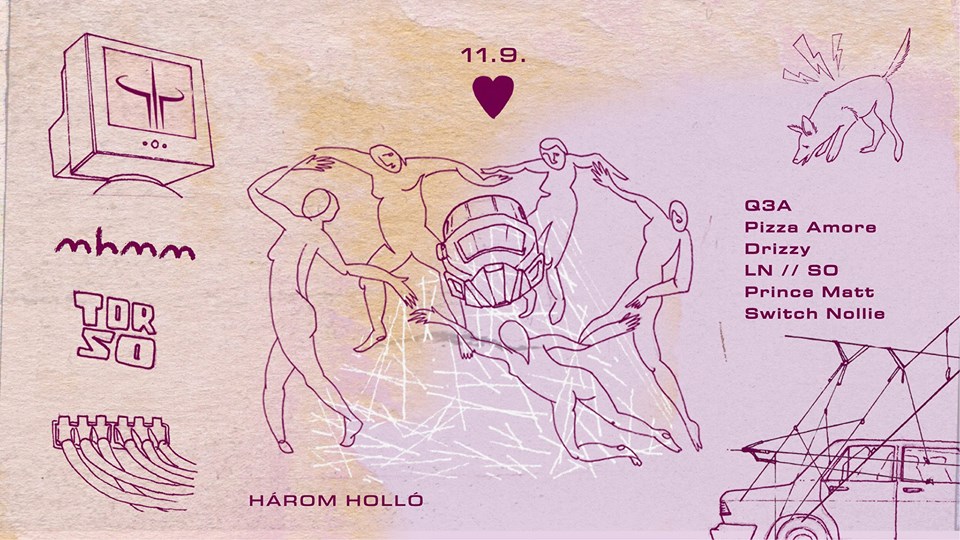 11.9.
mhmm
TOR
SO
Q3A
Pizza Amore
Drizzy
LN // SO
Prince Matt
Switch Nollie
HÁROM HOLLÓ